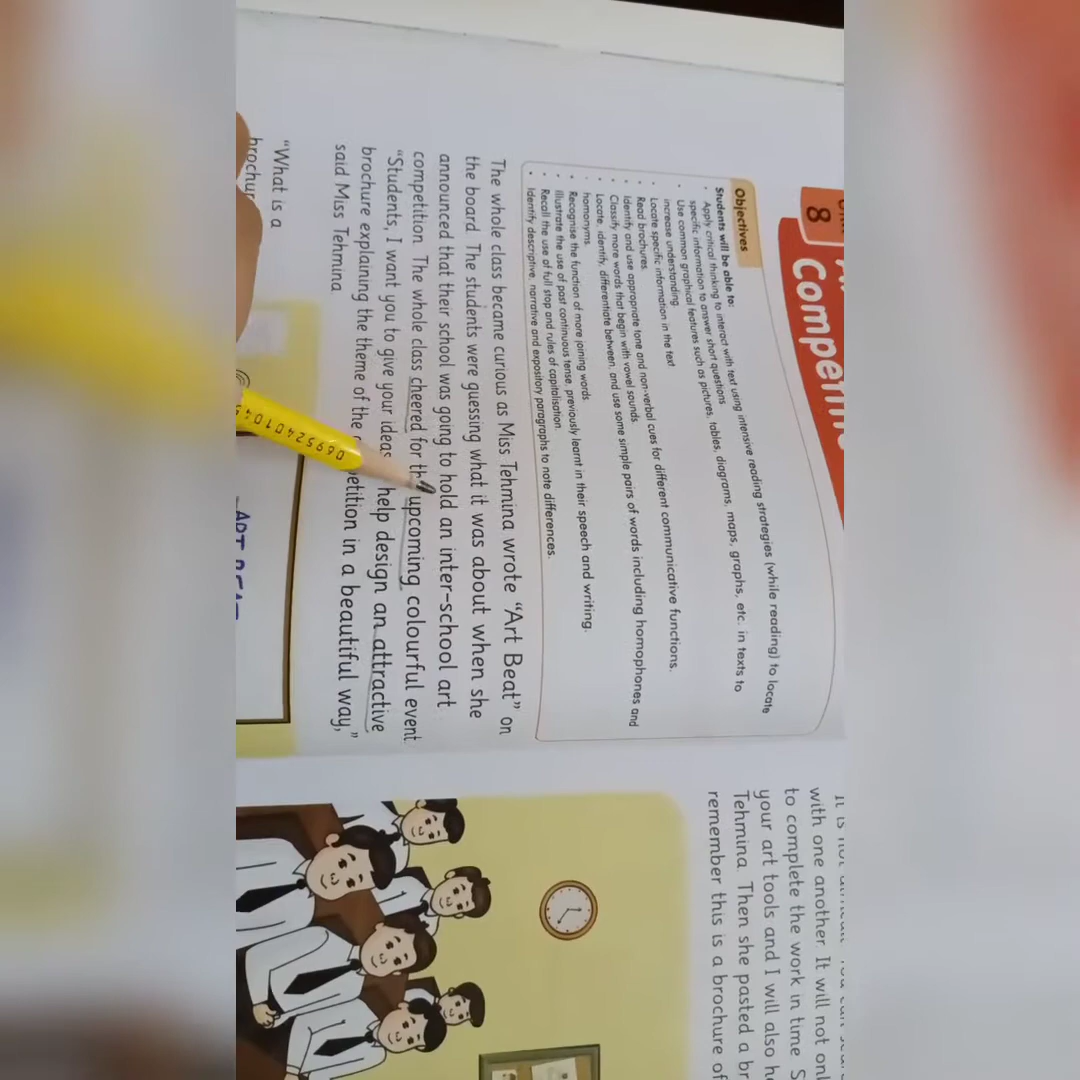 8
Objectives
Students will be able to:
• Apply critical thinking to interact with text using intensive reading strategies (while reading) to locate
specific information to answer short questions
• Use common graphical features such as pictures, tables, diagrams, maps, graphs, etc. in texts to
increase understanding.
• Locate specific information in the text
• Read brochures.
• Identify and use appropriate tone and non-verbal cues for different communicative functions.
• Classify more words that begin with vowel sounds.
• Locate, identify, differentiate between, and use some simple pairs of words including homophones and
homonyms.
• Recognise the function of more joining words
• Illustrate the use of past continuous tense, previously learnt in their speech and writing.
• Recall the use of full stop and rules of capitalisation.
• Identify descriptive, narrative and expository paragraphs to note differences.
The whole class became curious as Miss Tehmina wrote "Art Beat" on
the board. The students were guessing what it was about when she
announced that their school was going to hold an inter-school art
competition. The whole class cheered for upcoming colourful event.
"Students, I want you to give your ideas help design an attractive
brochure explaining the theme of the in a beautiful way,"
said Miss Tehmina
"What is a
069524010
with one another. It will not
to complete the work in time
your art tools and I will also
Tehmina. Then she pasted a
remember this is a brochure of